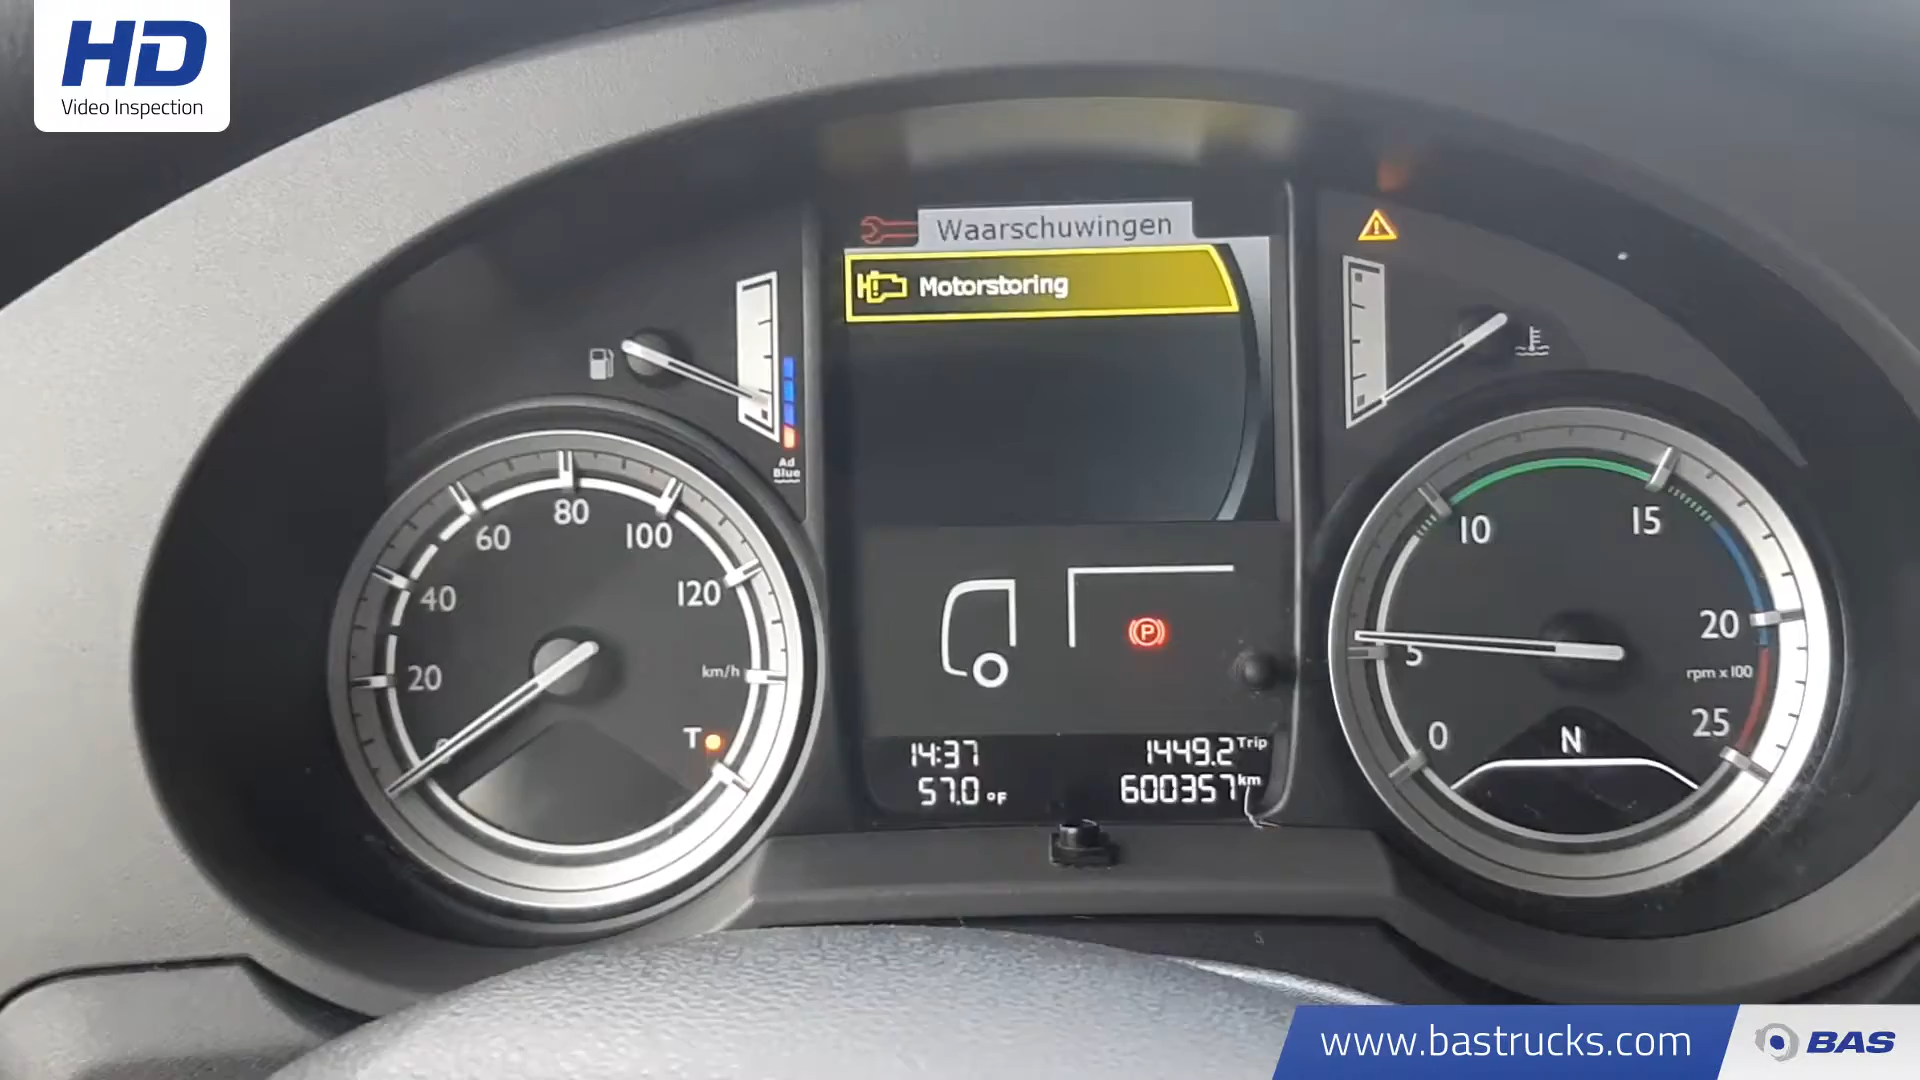 HD
Video Inspection
Waarschuwingen
Motorstoring
Ad
Blue
0
20
40
60
80
100
120
km/h
T
P
14:37
1449.2 Trip
57.0 °F
600357 km
0
5
10
15
20
25
rpm x 100
N
www.bastrucks.com
BAS